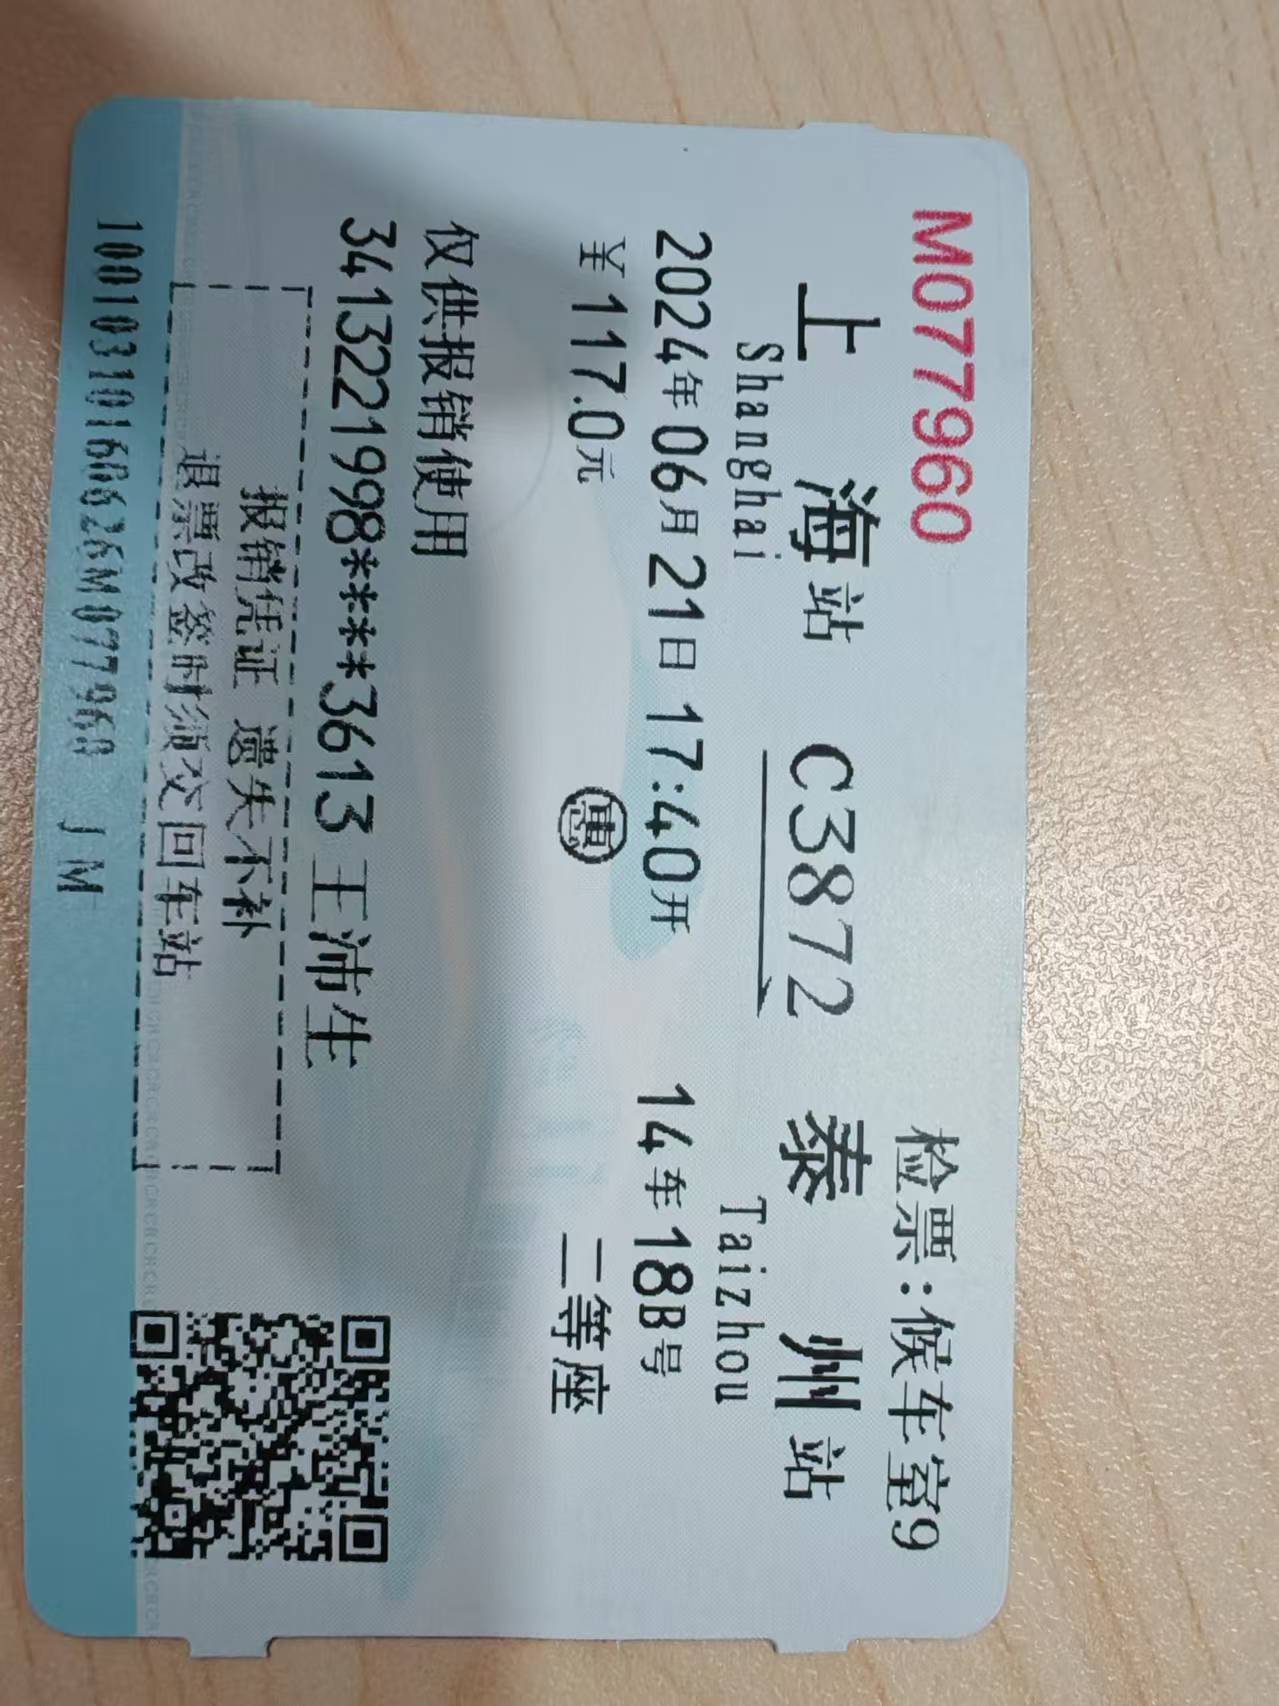 M077960 检票:候车室9
上海站 C3872 泰州站
Shanghai Taizhou
2024年06月21日17:40开 14车18B号
￥117.0元 惠 二等座
仅供报销使用
341322199 8****3613 王沛生
报销凭证 遗失不补
退票改签时须交回车站
10010310160626M077960 JM